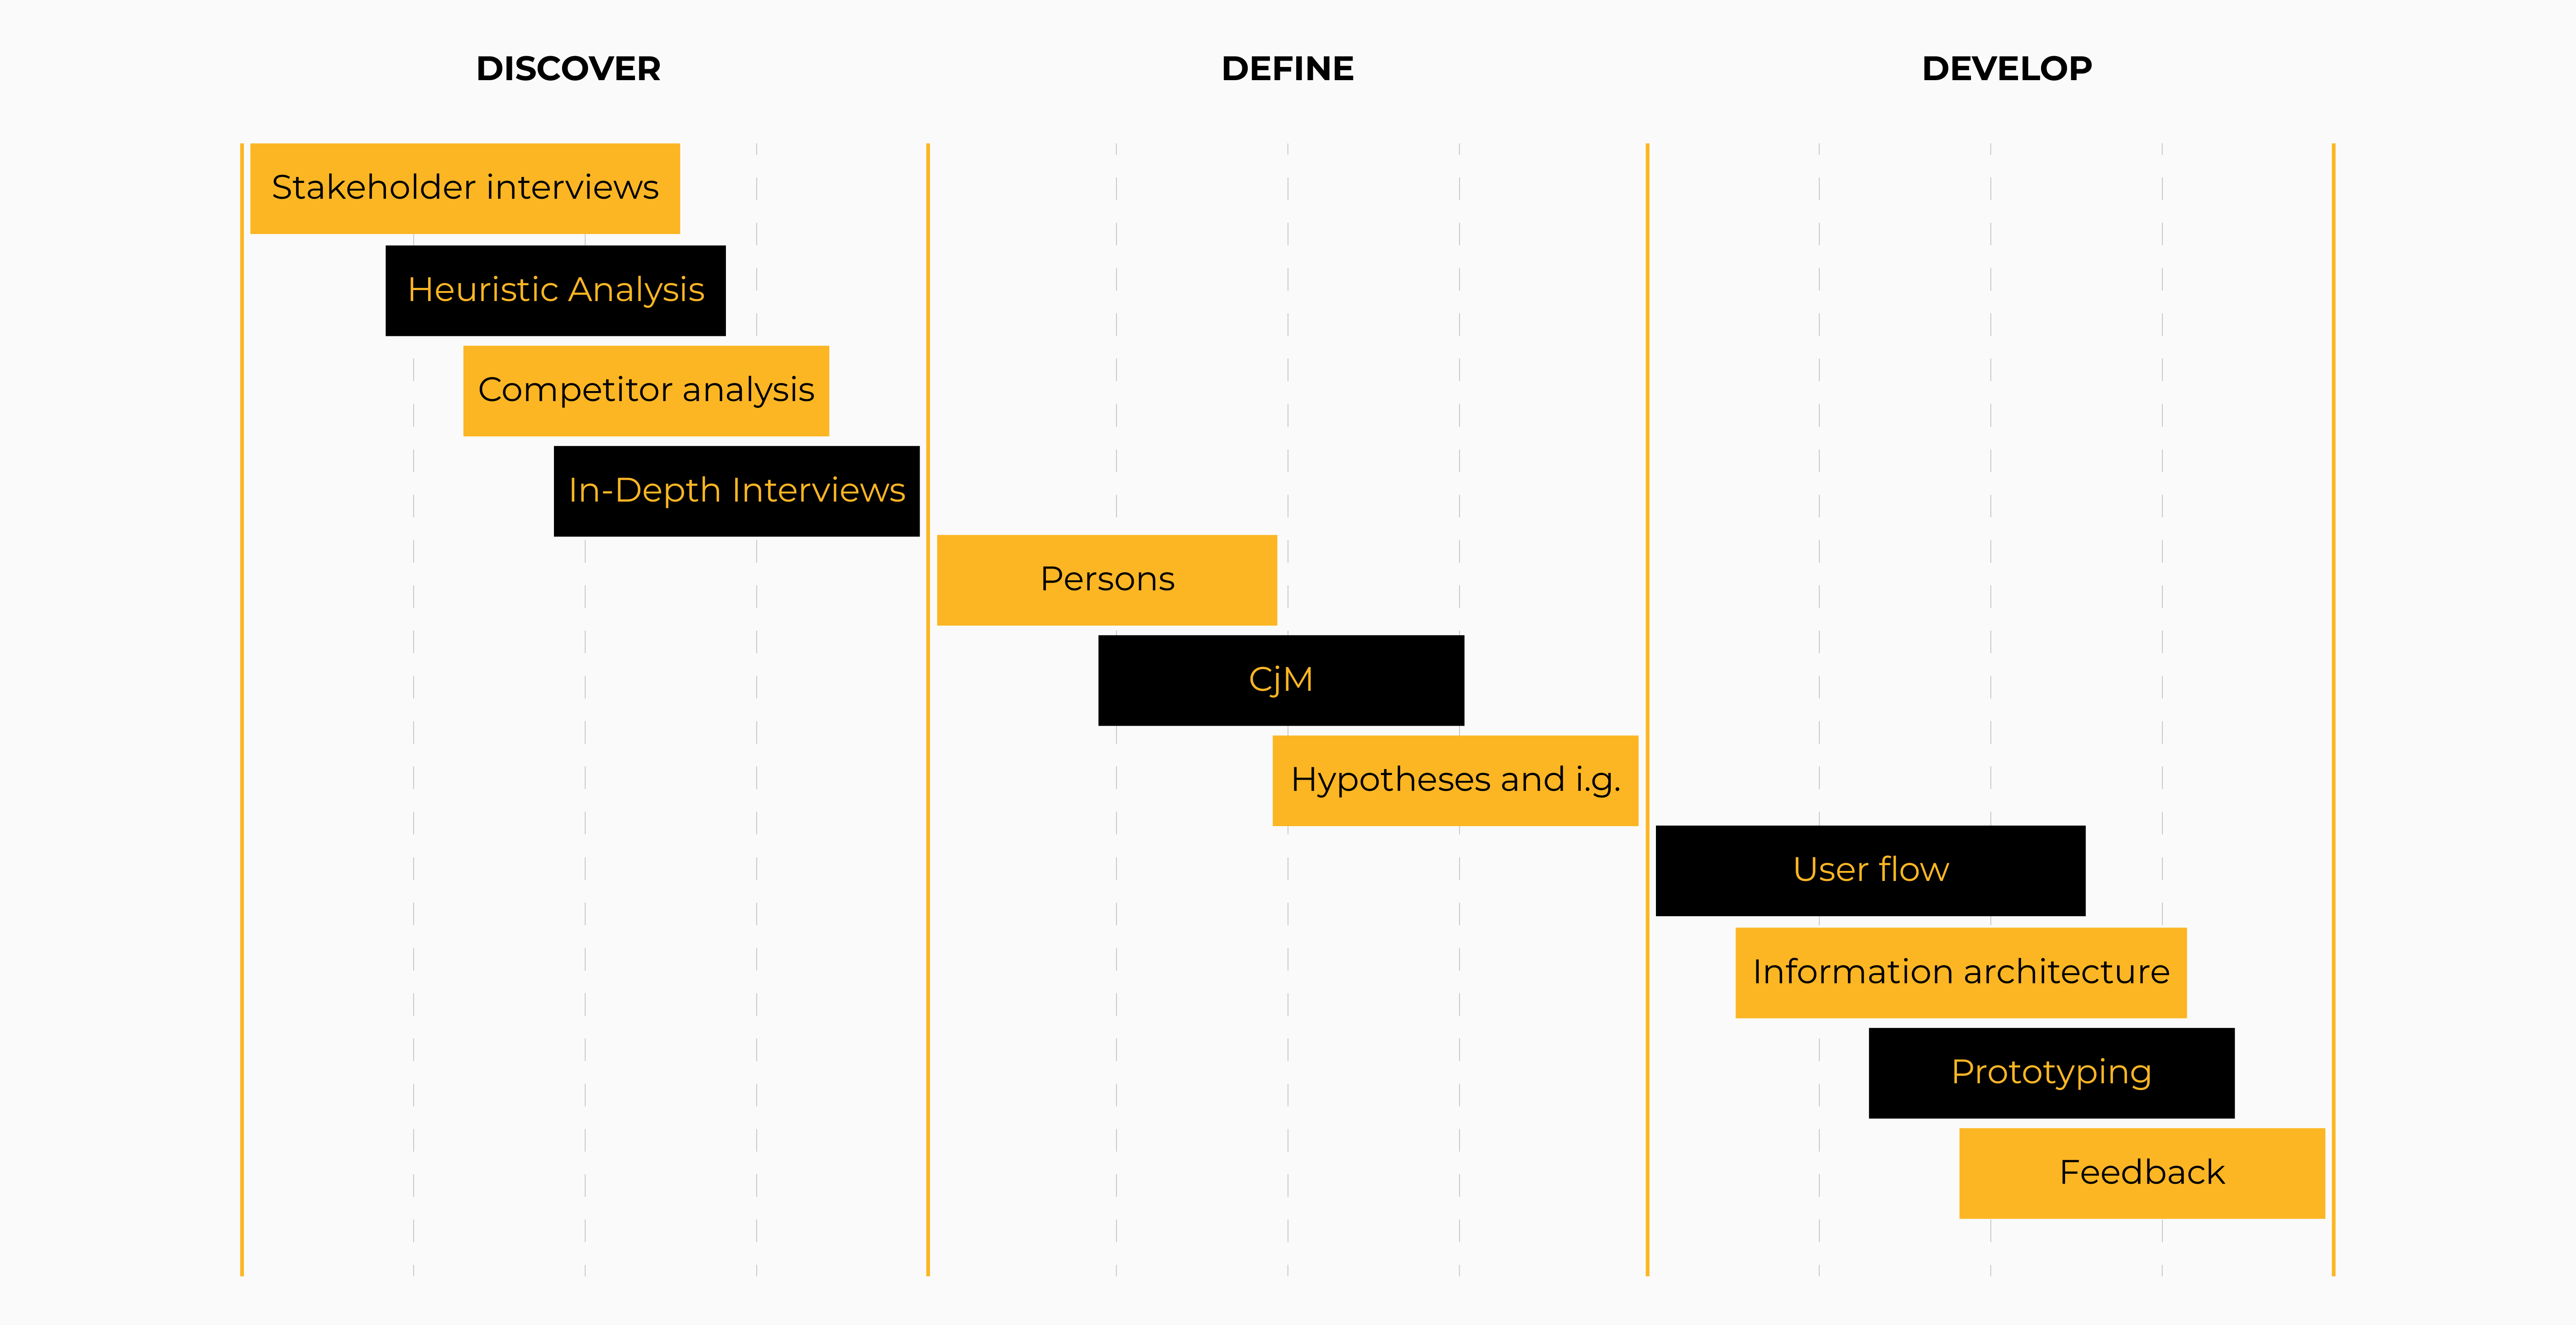 DISCOVER
DEFINE
DEVELOP
Stakeholder interviews
Heuristic Analysis
Competitor analysis
In-Depth Interviews
Persons
CjM
Hypotheses and i.g.
User flow
Information architecture
Prototyping
Feedback